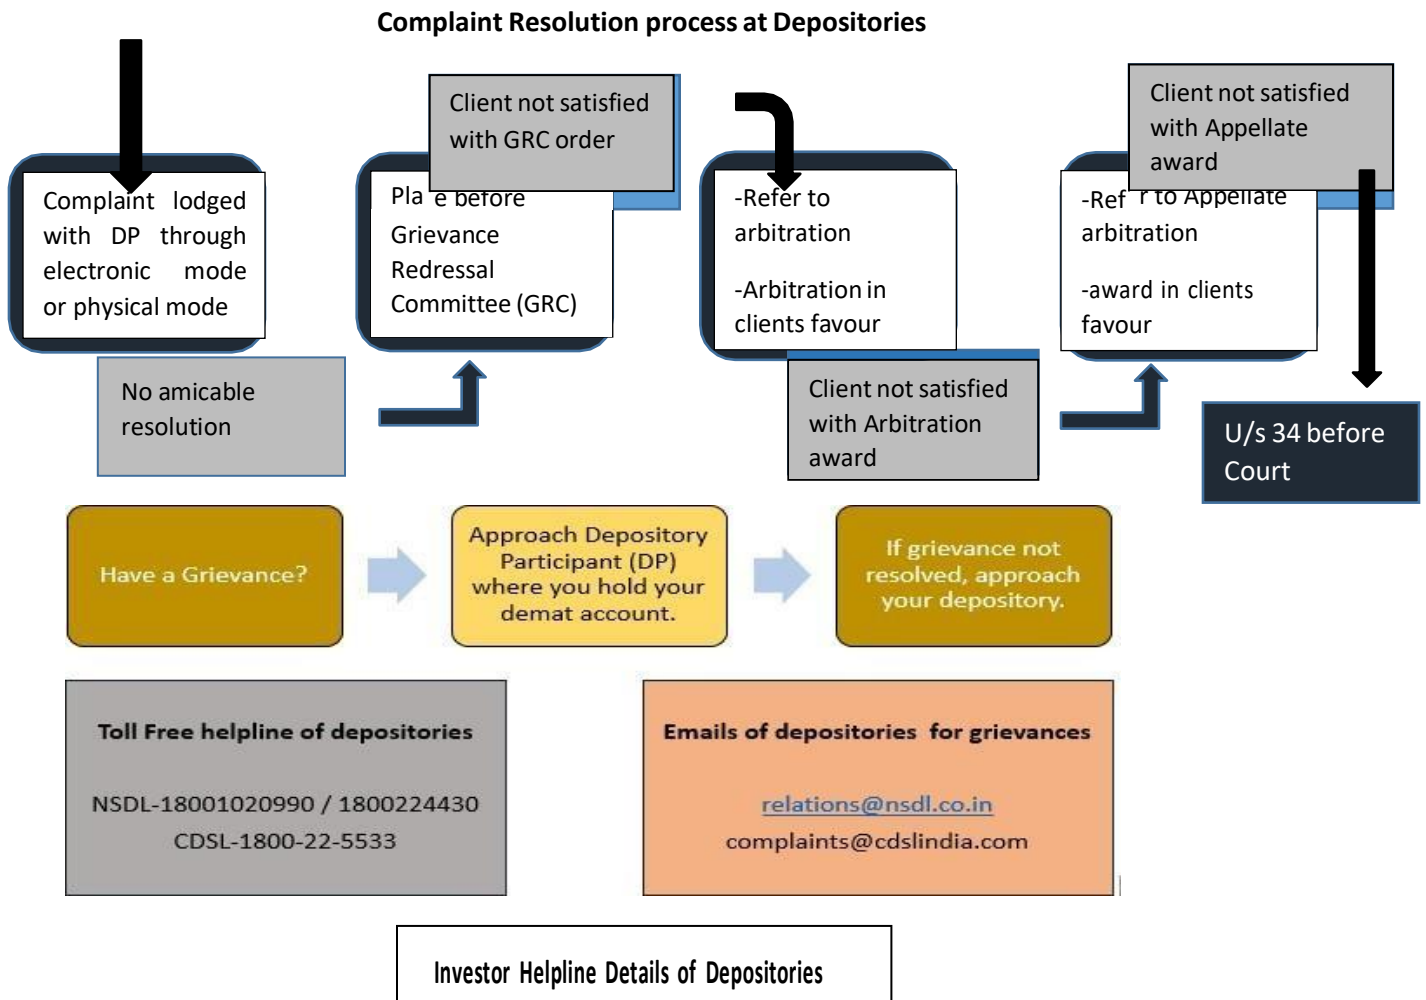 Complaint Resolution process at Depositories
Complaint lodged
with DP through
electronic mode
or physical mode
No amicable
resolution
Pla e before
Grievance
Redressal
Committee (GRC)
Client not satisfied
with GRC order
-Refer to
arbitration
-Arbitration in
clients favour
Client not satisfied
with Arbitration
award
-Ref r to Appellate
arbitration
-award in clients
favour
Client not satisfied
with Appellate
award
U/s 34 before
Court
Have a Grievance?
Approach Depository
Participant (DP)
where you hold your
demat account.
If grievance not
resolved, approach
your depository.
Toll Free helpline of depositories
NSDL-18001020990 / 1800224430
CDSL-1800-22-5533
Emails of depositories for grievances
relations@nsdl.co.in
complaints@cdslindia.com
Investor Helpline Details of Depositories